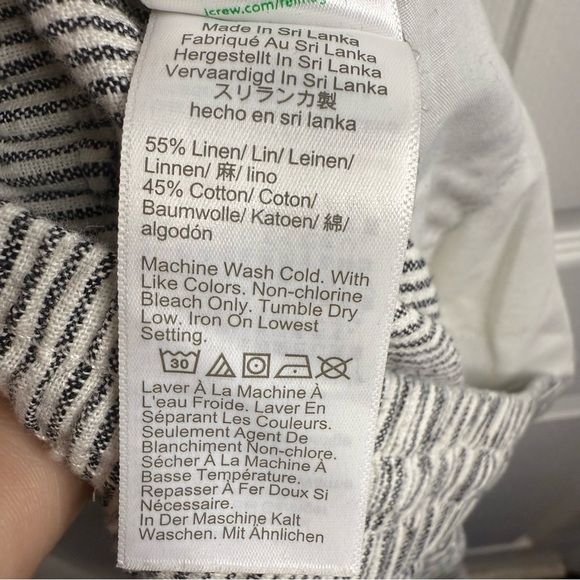 jcrew.com/reimag
Made In Sri Lanka
Fabriqué Au Sri Lanka
Hergestellt In Sri Lanka
Vervaardigd In Sri Lanka
スリランカ製
hecho en sri lanka
55% Linen/ Lin/ Leinen/
Linnen/ 麻/ lino
45% Cotton/ Coton/
Baumwolle/ Katoen/ 綿/
algodón
Machine Wash Cold. With
Like Colors. Non-chlorine
Bleach Only. Tumble Dry
Low. Iron On Lowest
Setting.
30
Laver À La Machine À
L'eau Froide. Laver En
Séparant Les Couleurs.
Seulement Agent De
Blanchiment Non-chlore.
Sécher À La Machine À
Basse Température.
Repasser À Fer Doux Si
Nécessaire.
In Der Maschine Kalt
Waschen. Mit Ähnlichen